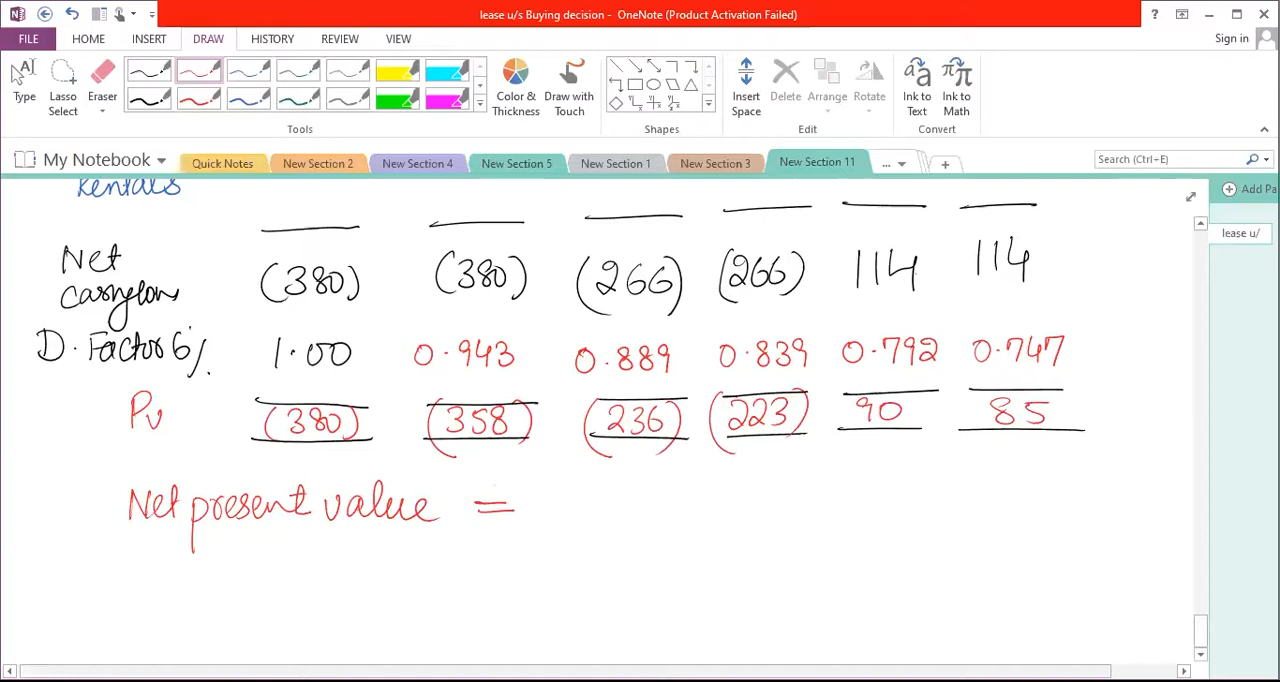 lease u/s Buying decision - OneNote (Product Activation Failed)
FILE HOME INSERT DRAW HISTORY REVIEW VIEW
Sign in
Type
Lasso Select
Eraser
Color & Thickness
Draw with Touch
Insert Space
Delete
Arrange
Rotate
Ink to Text
Ink to Math
Tools
Shapes
Edit
Convert
My Notebook
Quick Notes New Section 2 New Section 4 New Section 5 New Section 1 New Section 3 New Section 11 ...
Search (Ctrl+E)
Add Pa
lease u/
Rentals
Net (380) (380) (266) (266) 114 114
D. Factor 6% 1.00 0.943 0.889 0.839 0.792 0.747
Pv (380) (358) (236) (223) 90 85
Net present value =